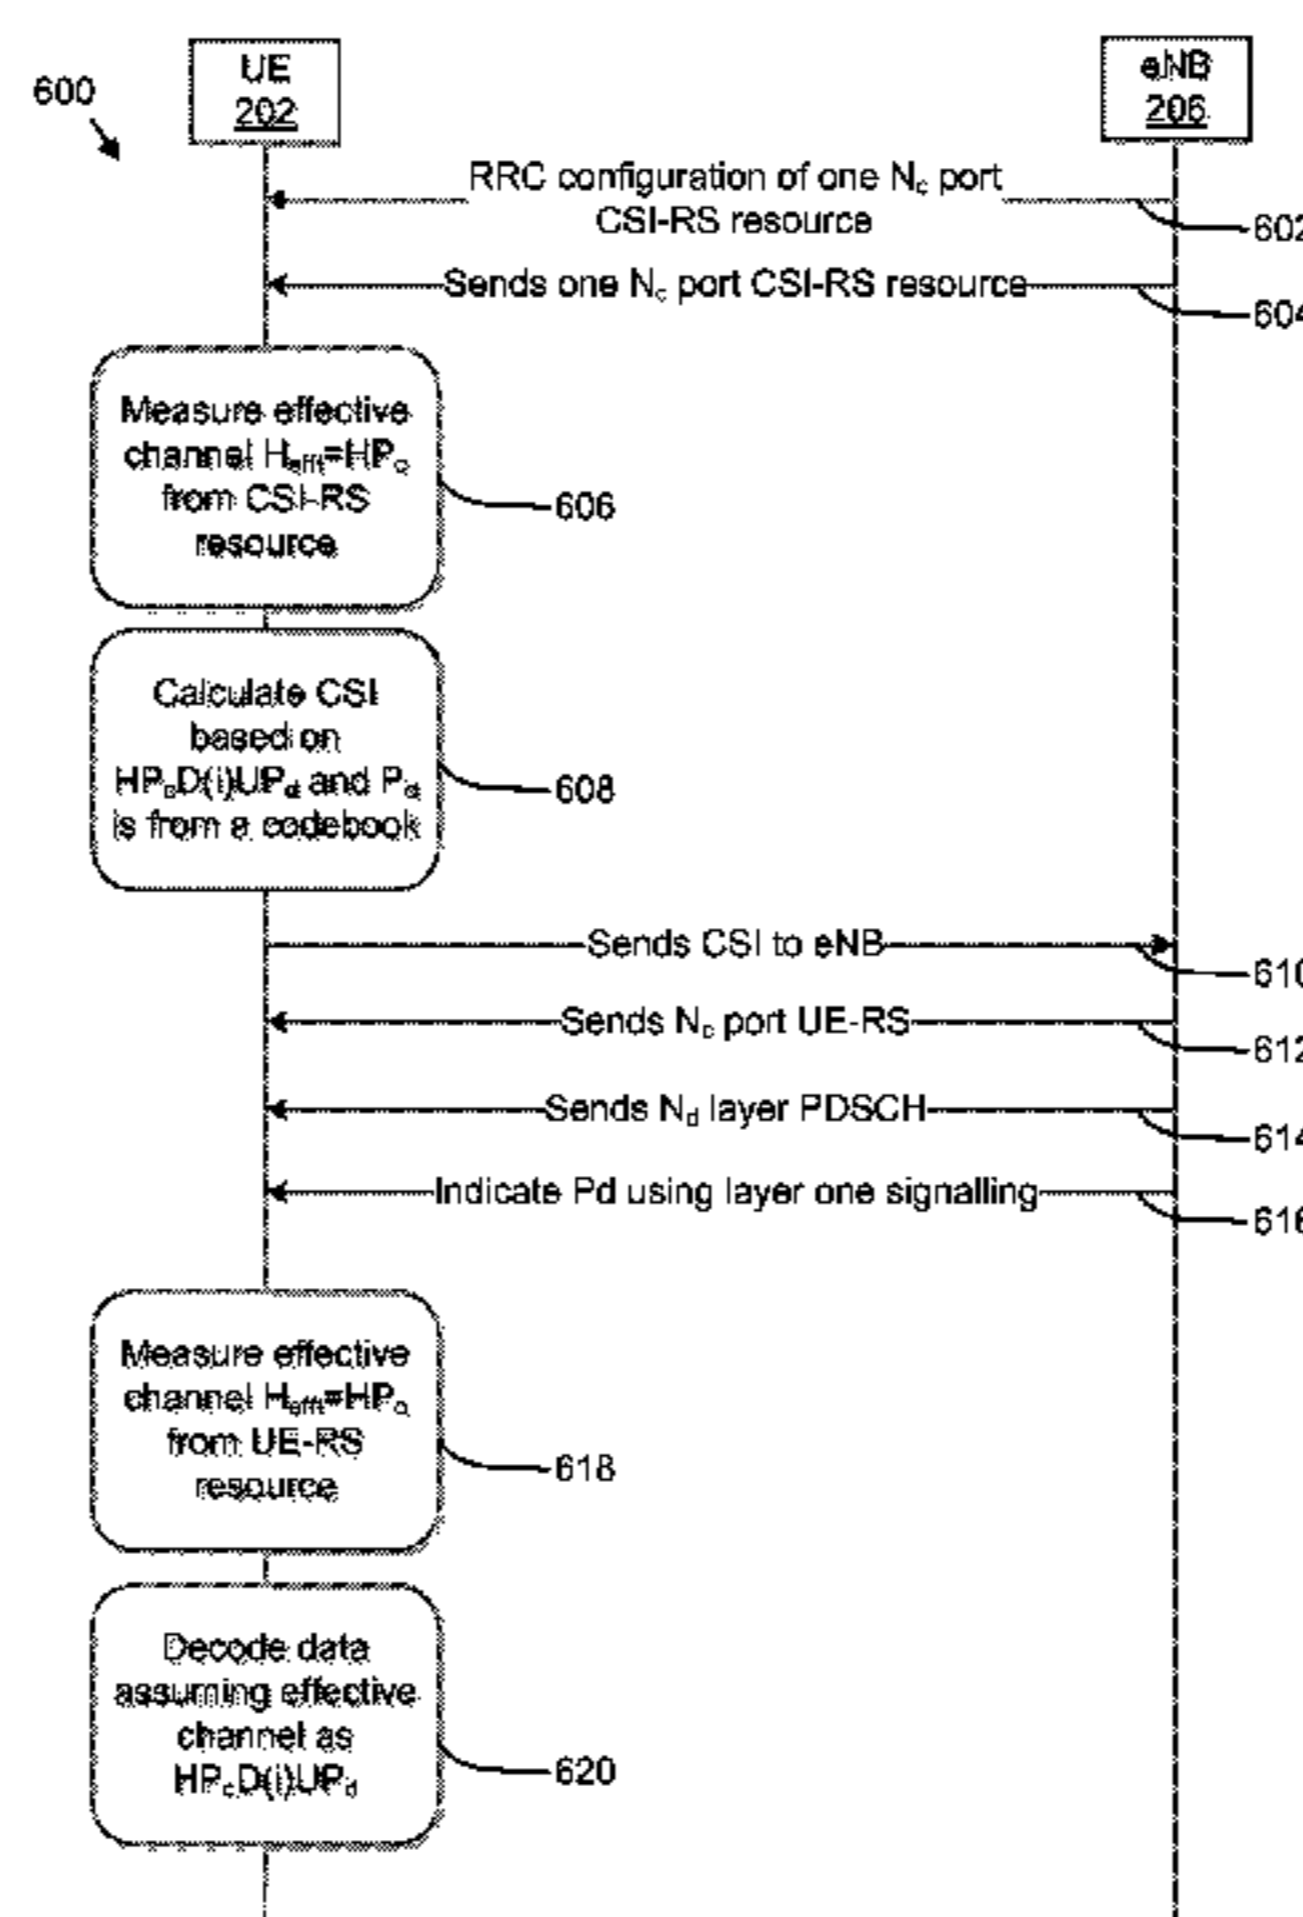 600
UE
202
eNB
206
RRC configuration of one Nc port
CSI-RS resource
602
Sends one Nc port CSI-RS resource
604
Measure effective
channel Hefft=HPc
from CSI-RS
resource
606
Calculate CSI
based on
HPcD(i)UPd and Pd
is from a codebook
608
Sends CSI to eNB
610
Sends Nc port UE-RS
612
Sends Nd layer PDSCH
614
Indicate Pd using layer one signalling
616
Measure effective
channel Hefft=HPc
from UE-RS
resource
618
Decode data
assuming effective
channel as
HPcD(i)UPd
620